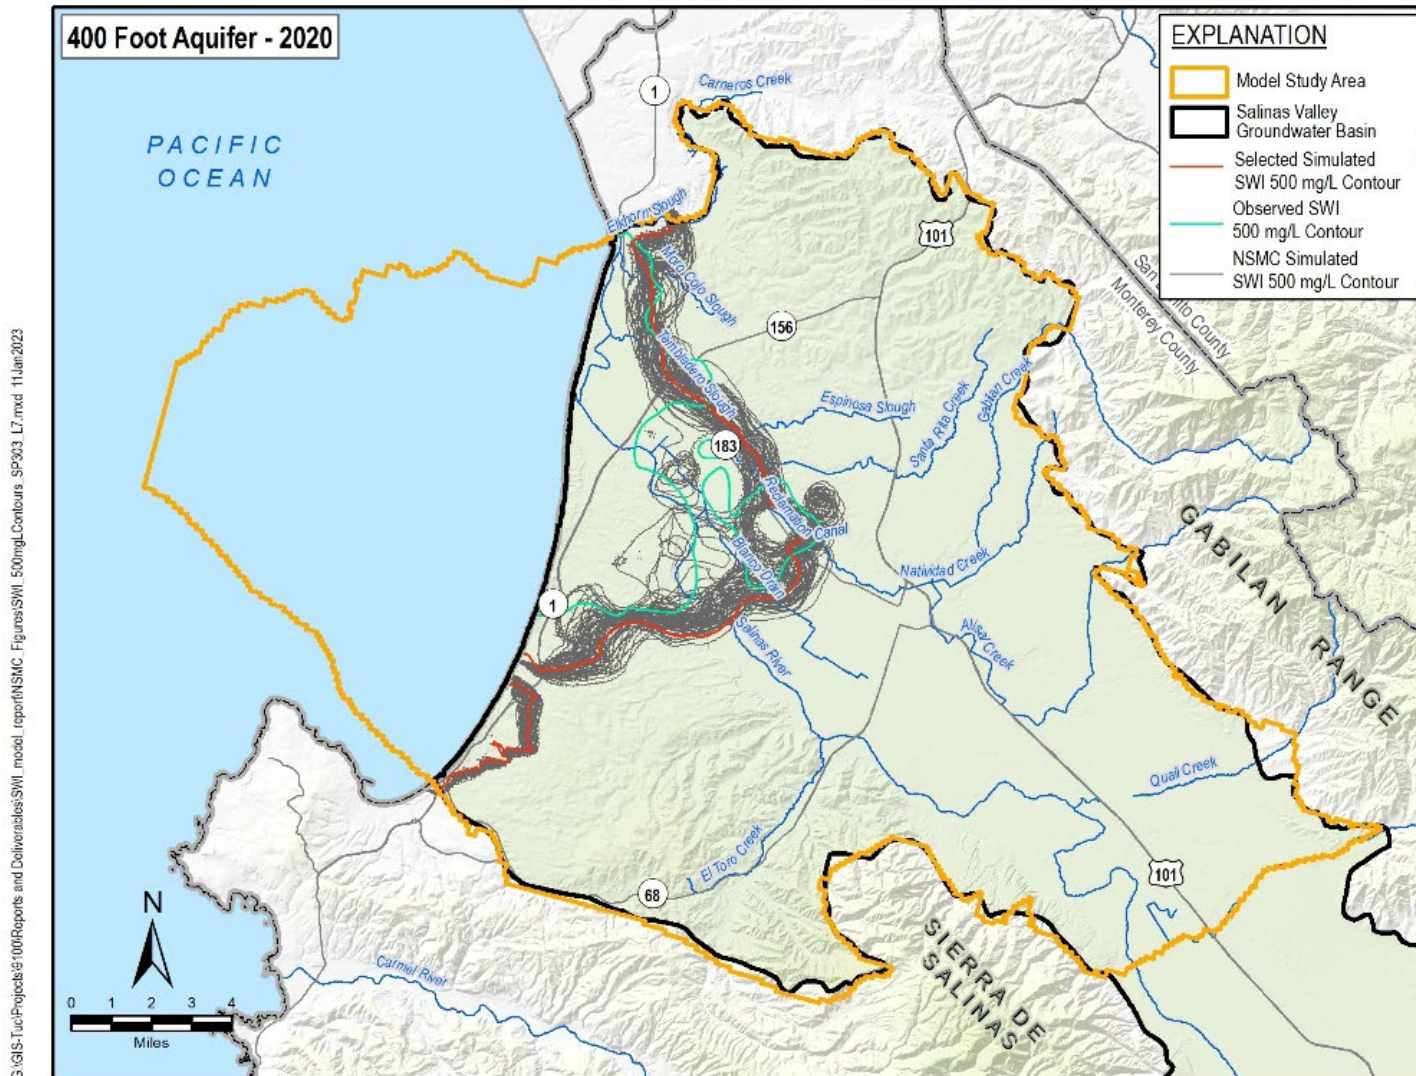 400 Foot Aquifer - 2020
EXPLANATION
Model Study Area
Salinas Valley
Groundwater Basin
Selected Simulated
SWI 500 mg/L Contour
Observed SWI
500 mg/L Contour
NSMC Simulated
SWI 500 mg/L Contour
PACIFIC
OCEAN
Carneros Creek
1
Elkhorn Slough
101
Moro Cojo Slough
San Benito County
Monterey County
156
Tembladero Slough
Espinosa Slough
Santa Rita Creek
Gabilan Creek
183
Reclamation Canal
Blanco Drain
Natividad Creek
GABILAN RANGE
1
Salinas River
Alisal Creek
Quail Creek
El Toro Creek
68
101
SIERRA DE
SALINAS
Carmel River
N
0 1 2 3 4
Miles